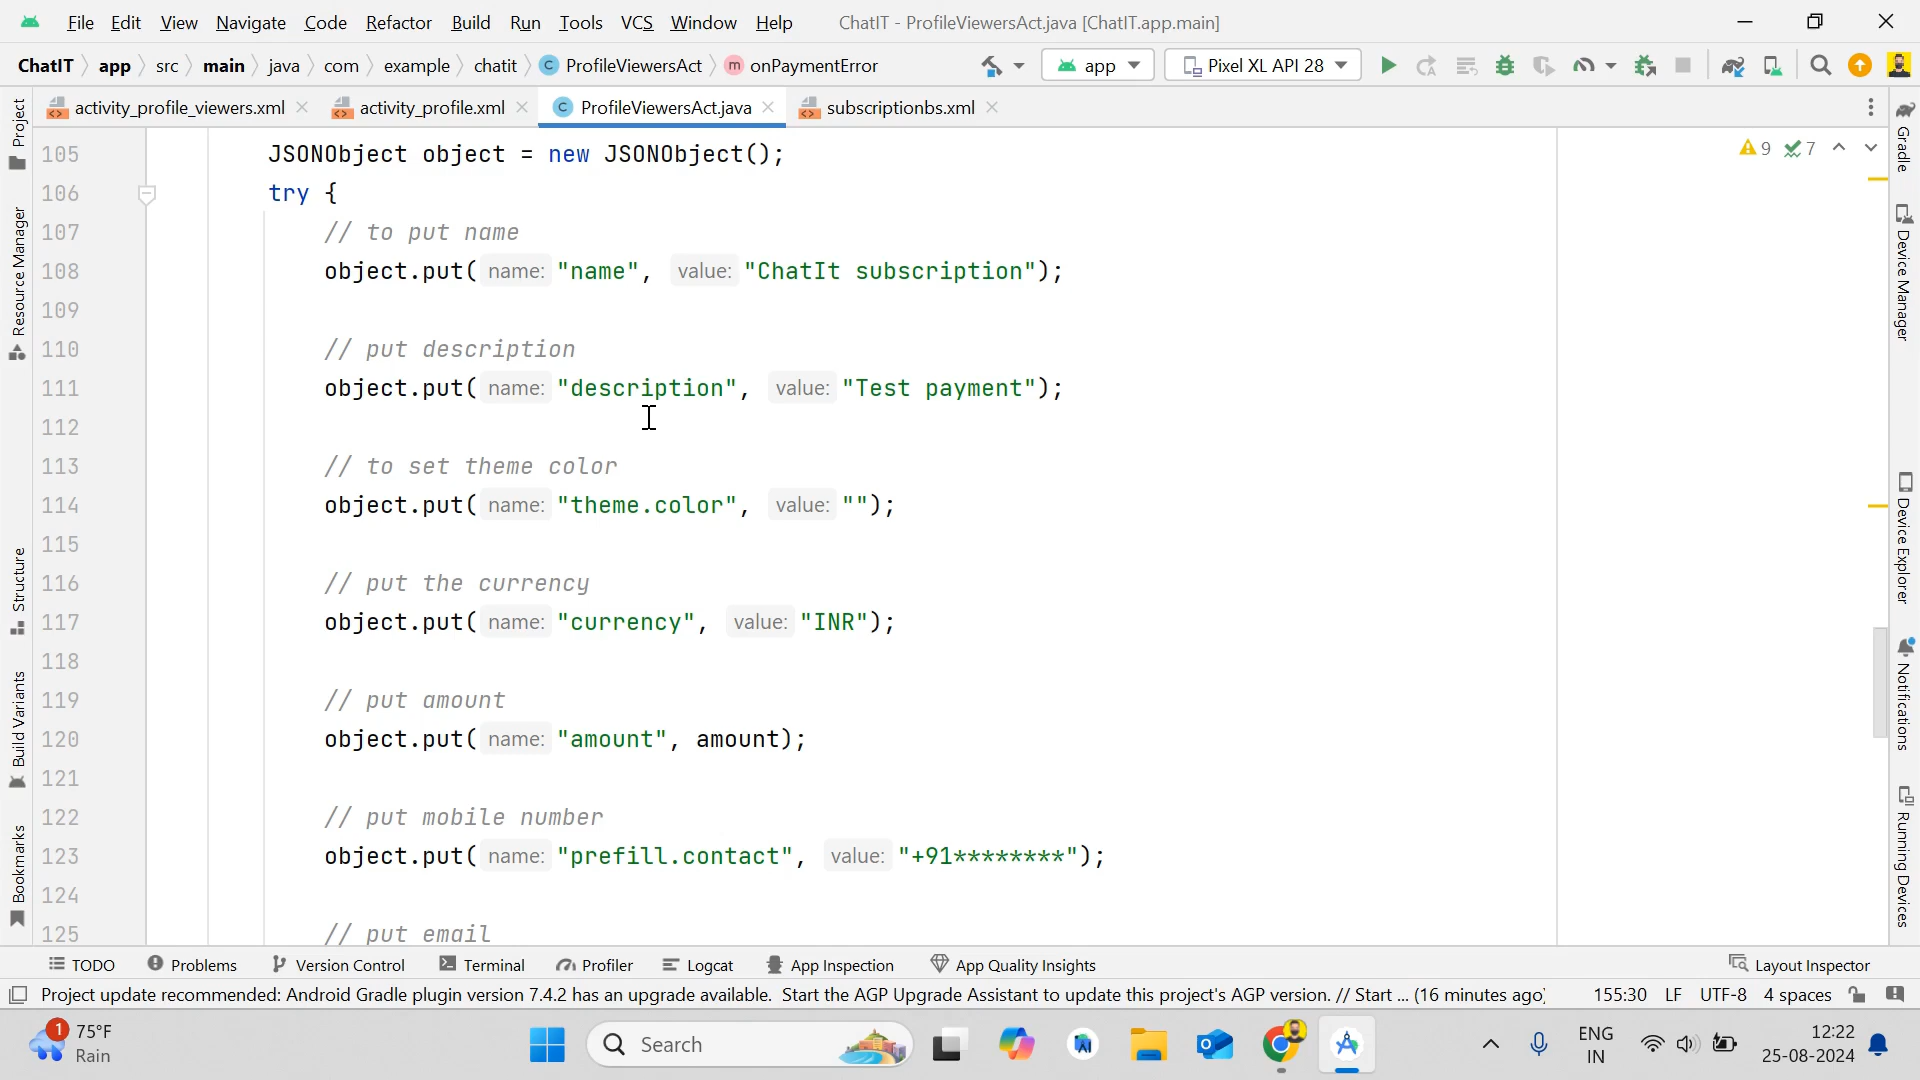 File Edit View Navigate Code Refactor Build Run Tools VCS Window Help ChatIT - ProfileViewersAct.java [ChatIT.app.main]
ChatIT app src main java com example chatit C ProfileViewersAct m onPaymentError app Pixel XL API 28
activity_profile_viewers.xml activity_profile.xml C ProfileViewersAct.java subscriptionbs.xml
Project
Resource Manager
Structure
Build Variants
Bookmarks
9 7
105 JSONObject object = new JSONObject();
106 try {
107 // to put name
108 object.put( name: "name", value: "ChatIt subscription");
109
110 // put description
111 object.put( name: "description", value: "Test payment");
112
113 // to set theme color
114 object.put( name: "theme.color", value: "");
115
116 // put the currency
117 object.put( name: "currency", value: "INR");
118
119 // put amount
120 object.put( name: "amount", amount);
121
122 // put mobile number
123 object.put( name: "prefill.contact", value: "+91********");
124
125 // put email
Gradle
Device Manager
Device Explorer
Notifications
Running Devices
TODO Problems Version Control Terminal Profiler Logcat App Inspection App Quality Insights Layout Inspector
Project update recommended: Android Gradle plugin version 7.4.2 has an upgrade available. Start the AGP Upgrade Assistant to update this project's AGP version. // Start ... (16 minutes ago) 155:30 LF UTF-8 4 spaces
1 75°F
Rain
Search
ENG
IN
12:22
25-08-2024